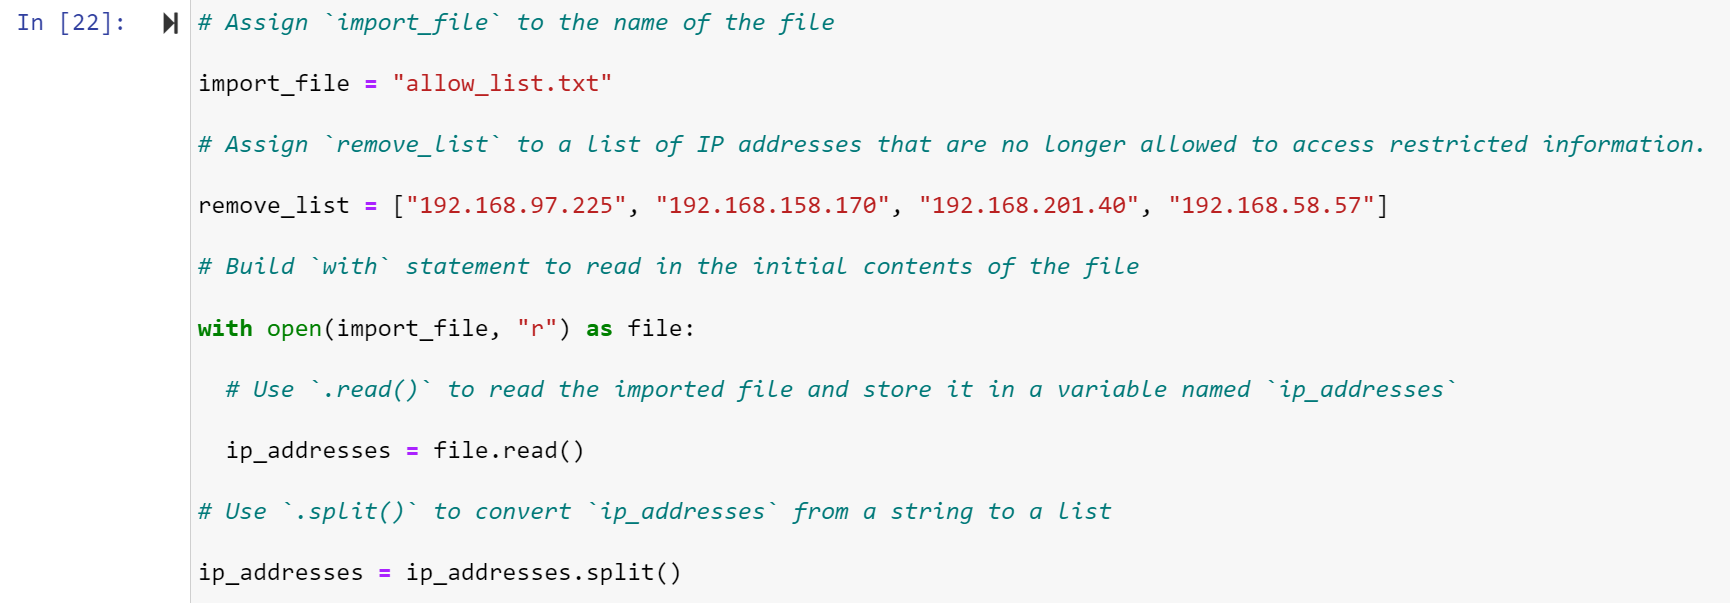 In [22]:
# Assign `import_file` to the name of the file
import_file = "allow_list.txt"
# Assign `remove_list` to a list of IP addresses that are no longer allowed to access restricted information.
remove_list = ["192.168.97.225", "192.168.158.170", "192.168.201.40", "192.168.58.57"]
# Build `with` statement to read in the initial contents of the file
with open(import_file, "r") as file:
  # Use `.read()` to read the imported file and store it in a variable named `ip_addresses`
  ip_addresses = file.read()
# Use `.split()` to convert `ip_addresses` from a string to a list
ip_addresses = ip_addresses.split()